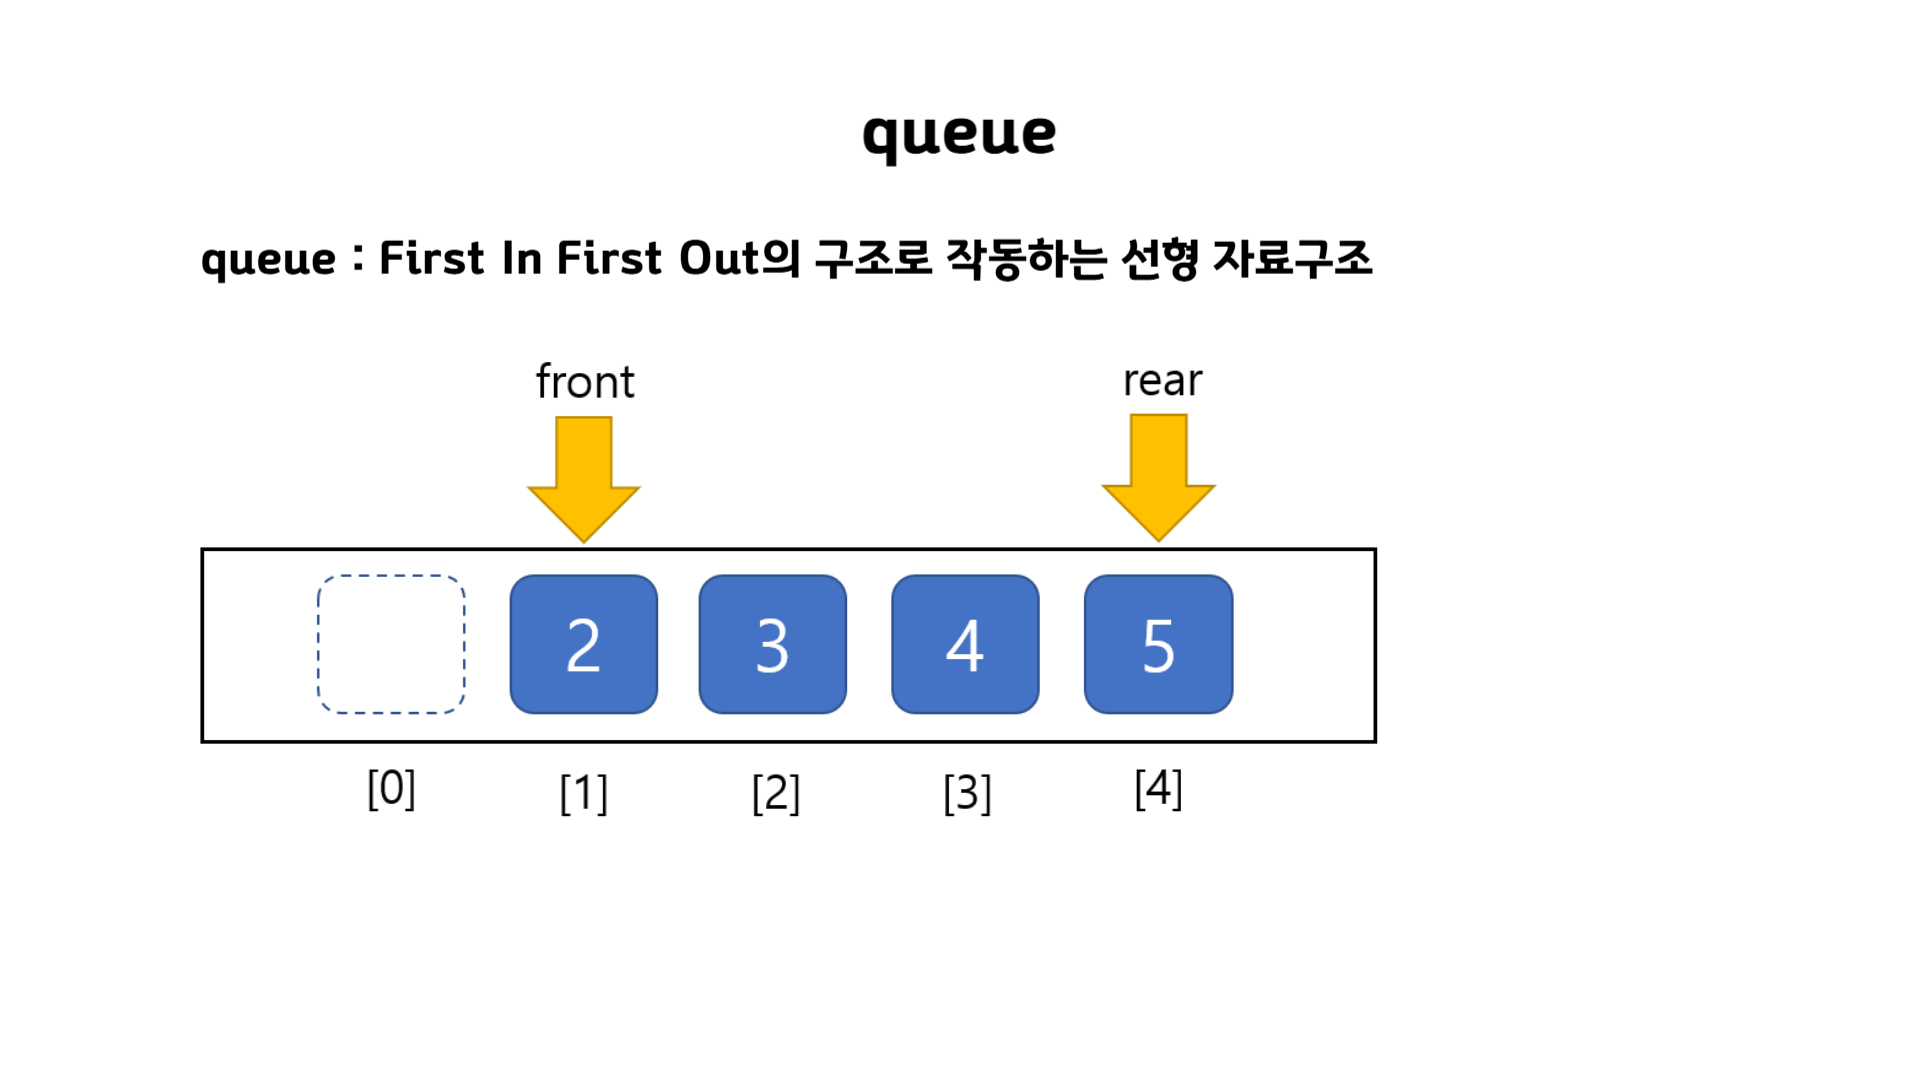 queue
queue : First In First Out의 구조로 작동하는 선형 자료구조
front rear
2 3 4 5
[0] [1] [2] [3] [4]